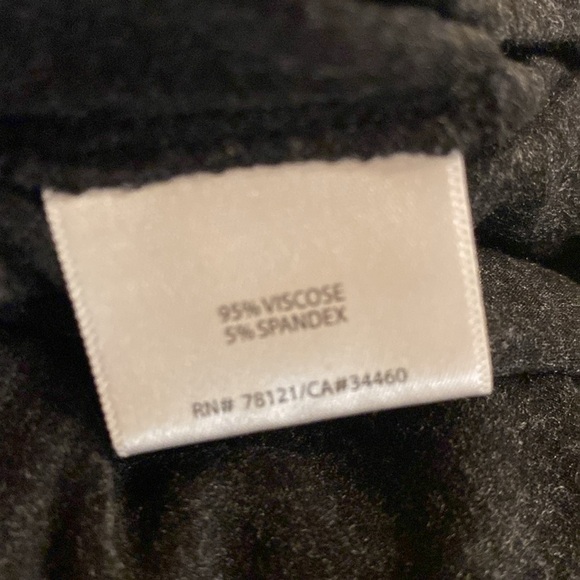 95% VISCOSE
5% SPANDEX
RN# 78121/CA#34460